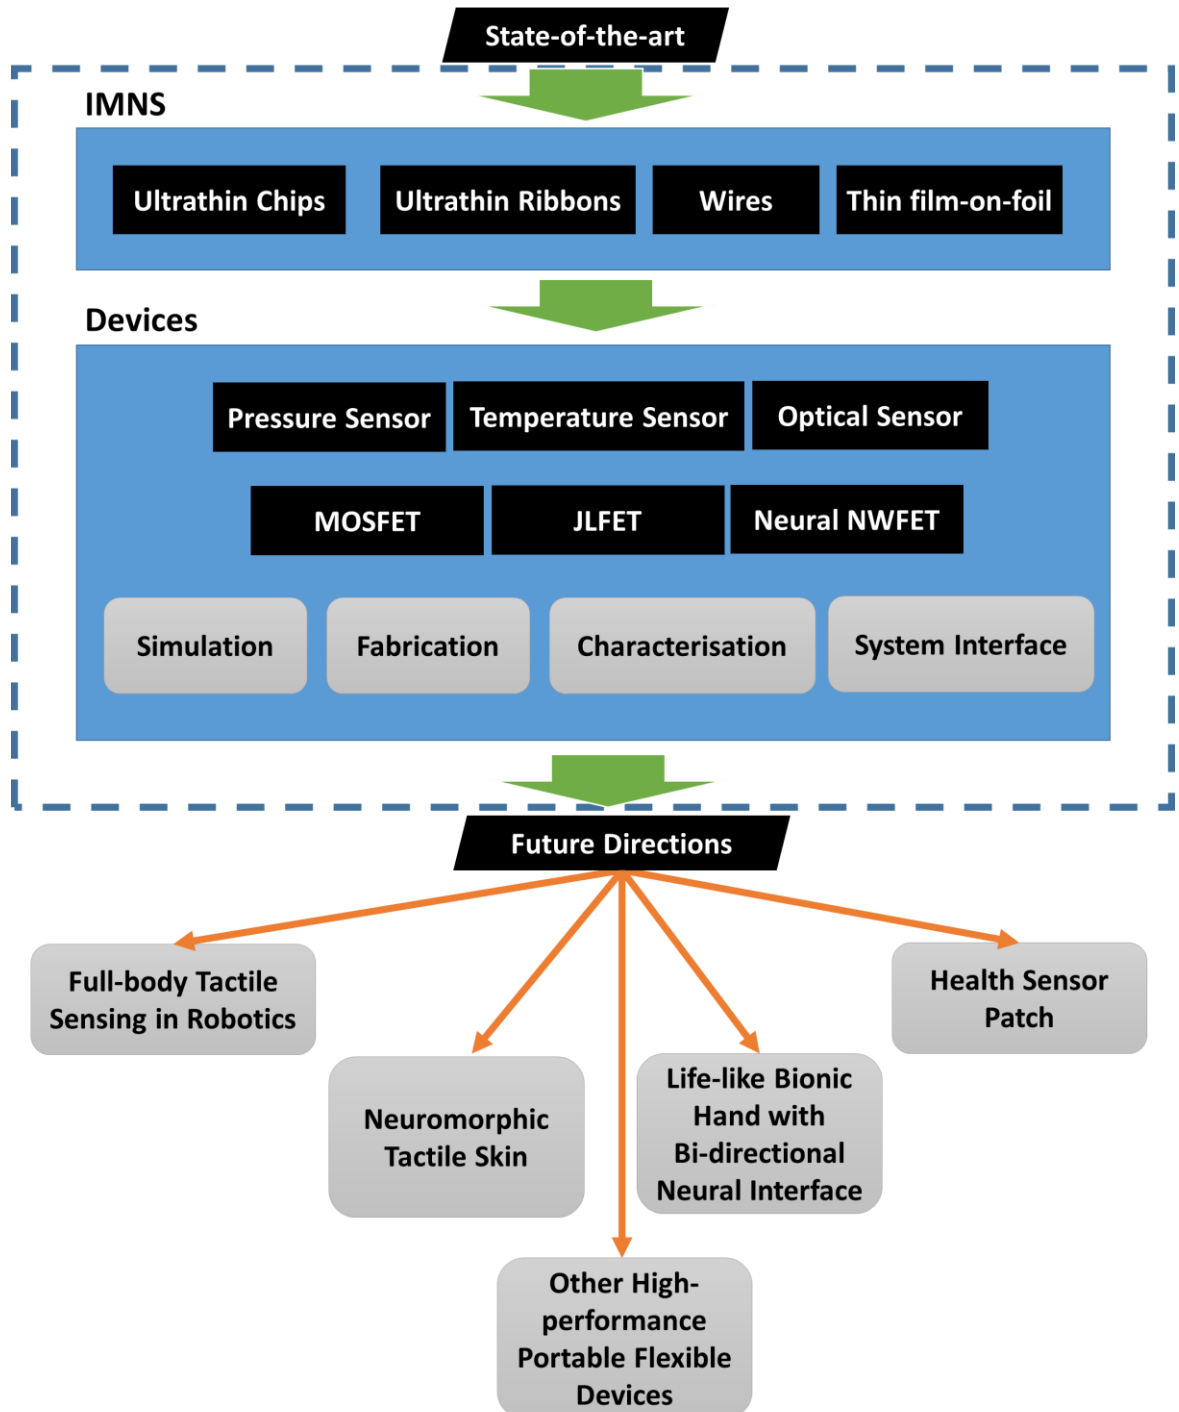 State-of-the-art
IMNS
Ultrathin Chips
Ultrathin Ribbons
Wires
Thin film-on-foil
Devices
Pressure Sensor
Temperature Sensor
Optical Sensor
MOSFET
JLFET
Neural NWFET
Simulation
Fabrication
Characterisation
System Interface
Future Directions
Full-body Tactile
Sensing in Robotics
Neuromorphic
Tactile Skin
Other High-
performance
Portable Flexible
Devices
Life-like Bionic
Hand with
Bi-directional
Neural Interface
Health Sensor
Patch